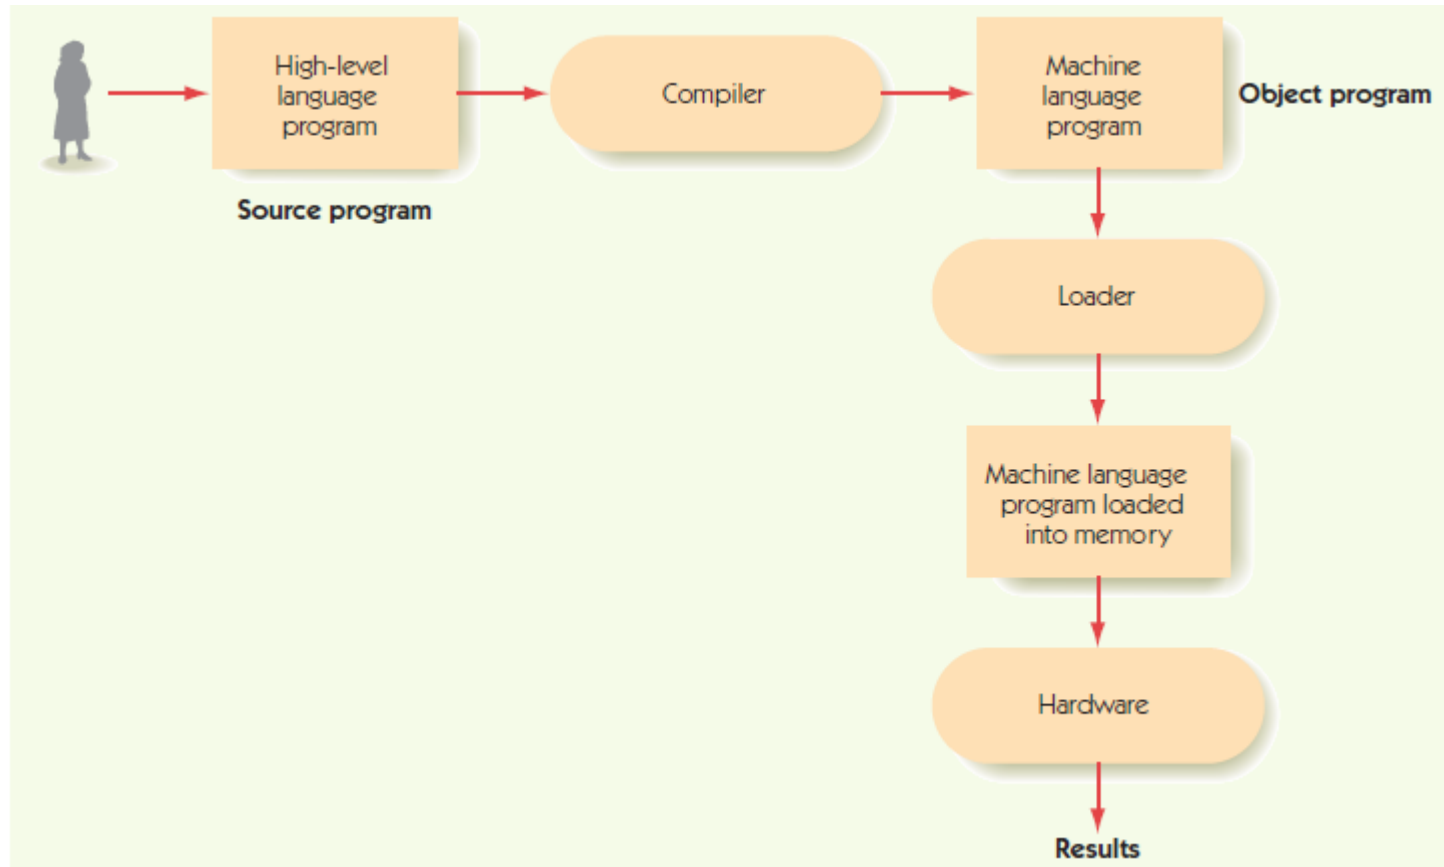 High-level
language
program
Compiler
Machine
language
program
Object program
Source program
Loader
Machine language
program loaded
into memory
Hardware
Results